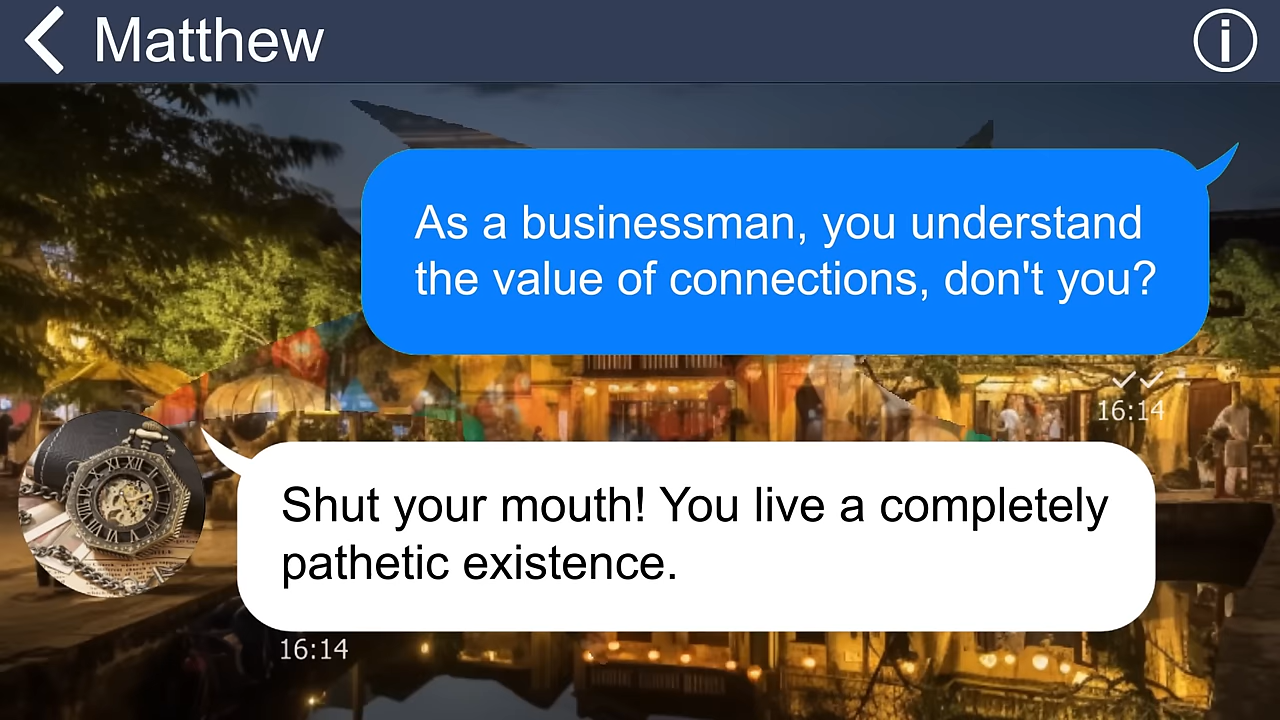 Matthew
As a businessman, you understand
the value of connections, don't you?
16:14
Shut your mouth! You live a completely
pathetic existence.
16:14